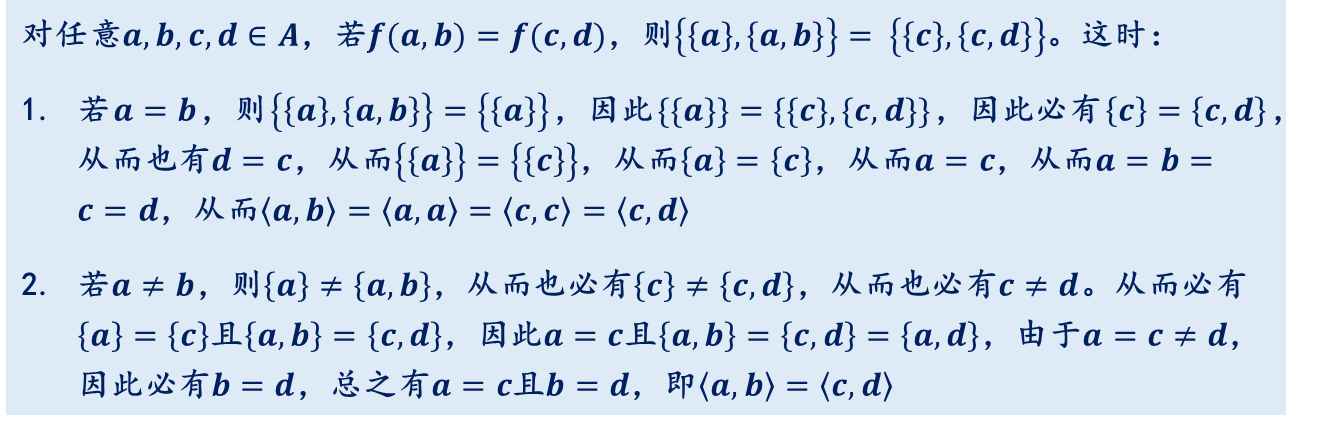 对任意a, b, c, d ∈ A，若f(a, b) = f(c, d)，则{{a}, {a, b}} = {{c}, {c, d}}。这时：
1. 若a = b，则{{a}, {a, b}} = {{a}}，因此{{a}} = {{c}, {c, d}}，因此必有{c} = {c, d}，
从而也有d = c，从而{{a}} = {{c}}，从而{a} = {c}，从而a = c，从而a = b =
c = d，从而⟨a, b⟩ = ⟨a, a⟩ = ⟨c, c⟩ = ⟨c, d⟩
2. 若a ≠ b，则{a} ≠ {a, b}，从而也必有{c} ≠ {c, d}，从而也必有c ≠ d。从而必有
{a} = {c}且{a, b} = {c, d}，因此a = c且{a, b} = {c, d} = {a, d}，由于a = c ≠ d，
因此必有b = d，总之有a = c且b = d，即⟨a, b⟩ = ⟨c, d⟩